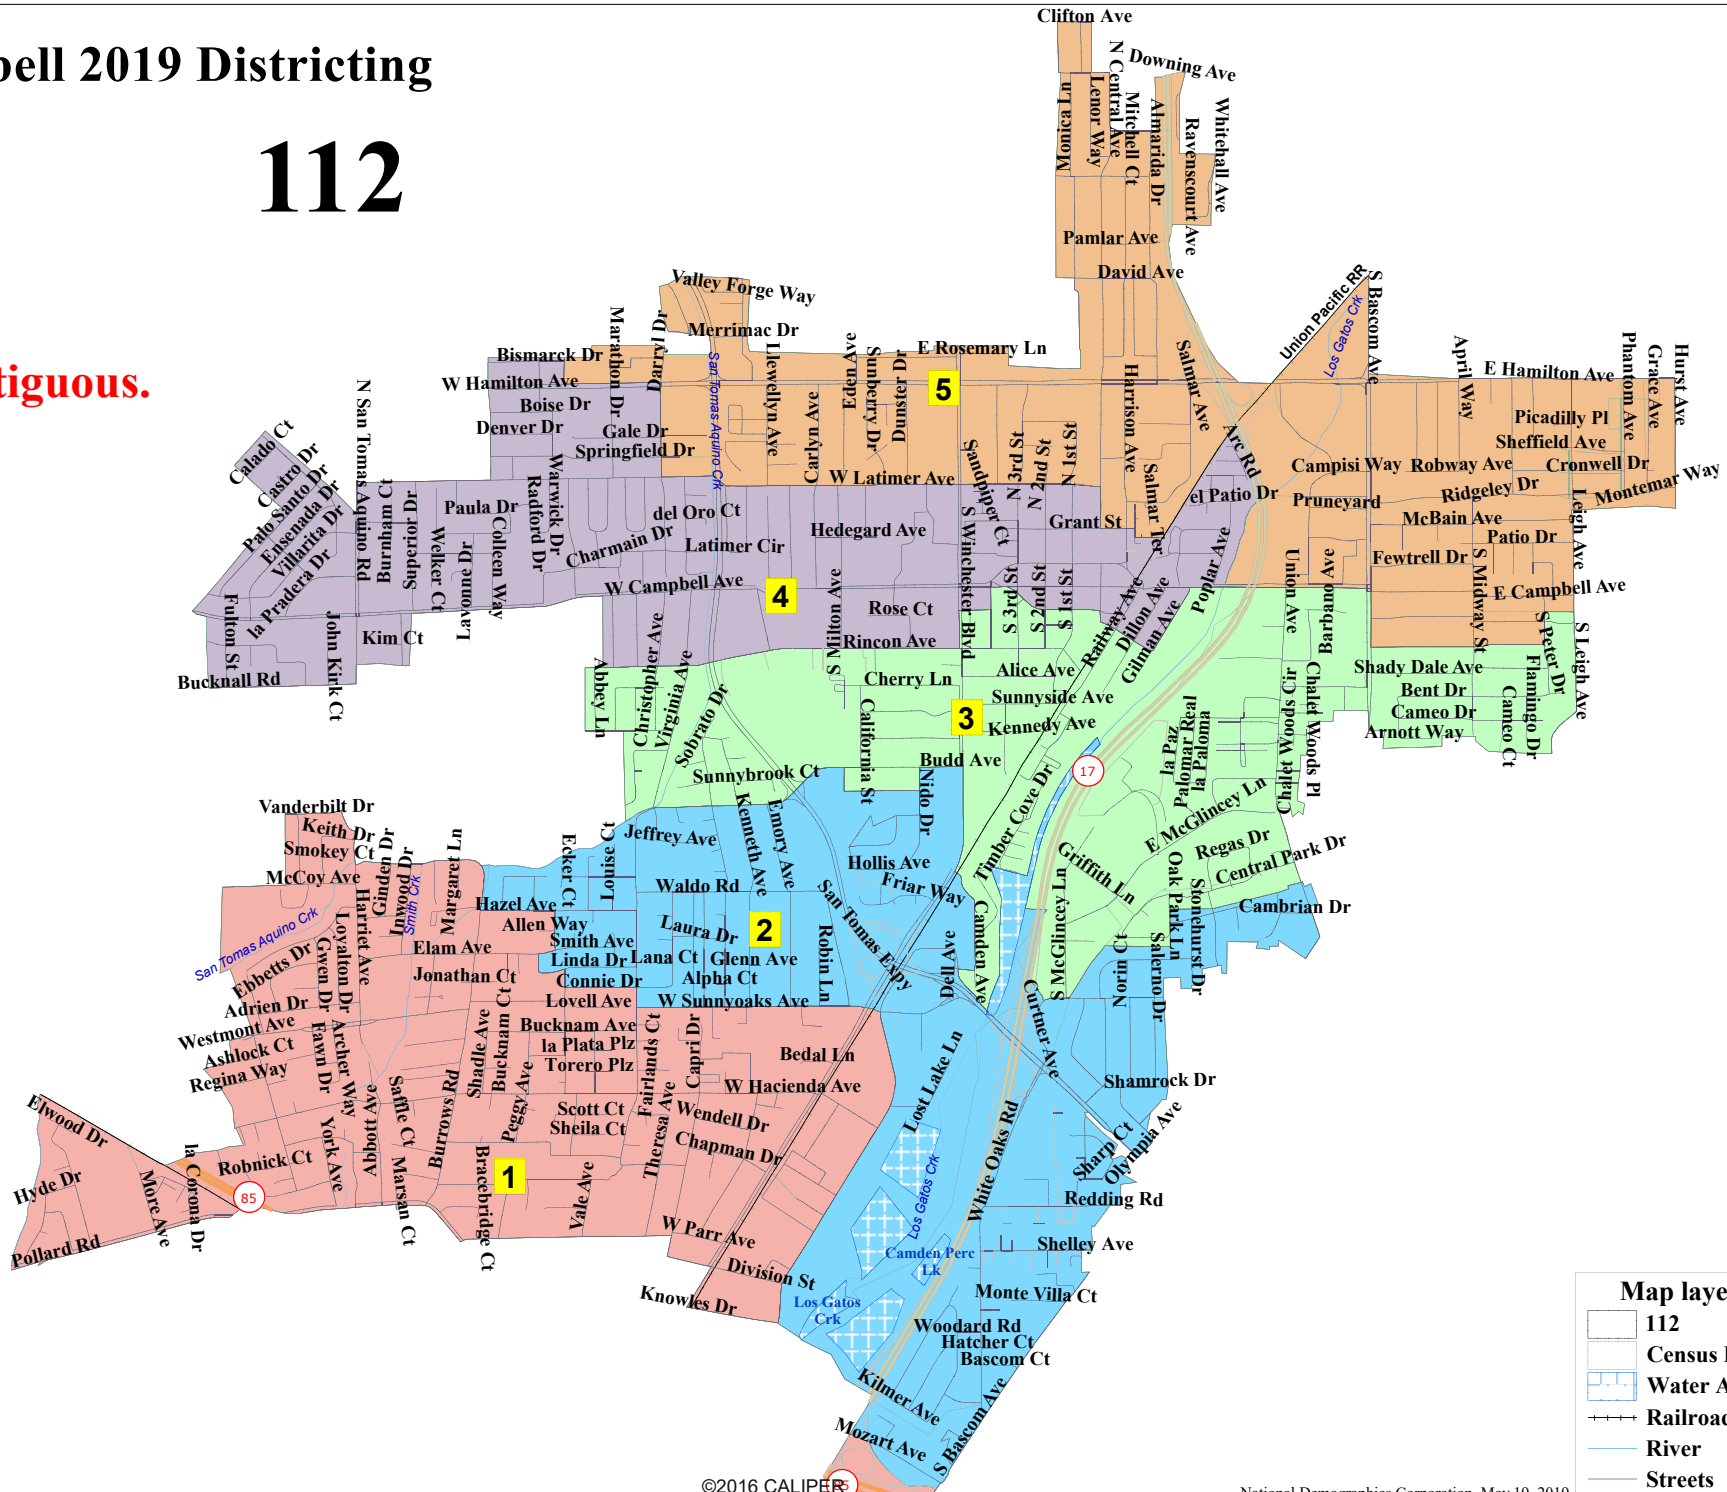 bell 2019 Districting
112
tiguous.
Clifton Ave
N Central Ave
Downing Ave
Monica Ln
Lenor Way
Mitchell Ct
Almarida Dr
Ravenscourt Ave
Whitehall Ave
Pamlar Ave
David Ave
Union Pacific RR
Los Gatos Crk
S Bascom Ave
Valley Forge Way
Merrimac Dr
Marathon Dr
Darryl Dr
Bismarck Dr
E Rosemary Ln
W Hamilton Ave
5
E Hamilton Ave
San Tomas Aquino Crk
Llewellyn Ave
Carlyn Ave
Eden Ave
Sunberry Dr
Dunster Dr
Harrison Ave
Salmar Ave
April Way
Phantom Ave
Grace Ave
Hurst Ave
Boise Dr
Denver Dr
Gale Dr
Springfield Dr
Picadilly Pl
Sheffield Ave
Calado Ct
Castro Dr
Palo Santo Dr
Ensenada Dr
Villarita Dr
la Pradera Dr
N San Tomas Aquino Rd
Burnham Ct
Superior Dr
Welker Ct
Lavonne Dr
Colleen Way
Radford Dr
Warwick Dr
W Latimer Ave
Sandpiper Ct
N 3rd St
N 2nd St
N 1st St
Salmar Ter
Arc Rd
Campisi Way
Robway Ave
Cronwell Dr
Ridgeley Dr
Montemar Way
Paula Dr
del Oro Ct
el Patio Dr
Pruneyard
McBain Ave
Charmain Dr
Hedegard Ave
Grant St
Latimer Cir
Patio Dr
Leigh Ave
Fewtrell Dr
S Midway St
W Campbell Ave
4
E Campbell Ave
Rose Ct
S Milton Ave
S Winchester Blvd
S 3rd St
S 2nd St
S 1st St
Railway Ave
Dillon Ave
Gilman Ave
Poplar Ave
Union Ave
Barbano Ave
Fulton St
John Kirk Ct
Kim Ct
Rincon Ave
Bucknall Rd
Abbey Ln
Christopher Ave
Virginia Ave
Sobrato Dr
Cherry Ln
Alice Ave
Sunnyside Ave
3
Kennedy Ave
California St
Budd Ave
Shady Dale Ave
Bent Dr
Cameo Dr
Arnott Way
Cameo Ct
Flamingo Dr
S Peter Dr
S Leigh Ave
la Paz
Palomar Real
la Paloma
Chalet Woods Cir
Chalet Woods Pl
17
Sunnybrook Ct
Nido Dr
Timber Cove Dr
E McGlincey Ln
Griffith Ln
Regas Dr
Central Park Dr
Vanderbilt Dr
Keith Dr
Smokey Ct
McCoy Ave
Ginden Dr
Inwood Dr
Smith Crk
Margaret Ln
Harriet Ave
Ecker Ct
Louise Ct
Jeffrey Ave
Kenneth Ave
Emory Ave
Hollis Ave
Friar Way
Waldo Rd
Hazel Ave
San Tomas Expy
Camden Ave
S McGlincey Ln
Oak Park Ln
Stonehurst Dr
Cambrian Dr
San Tomas Aquino Crk
Allen Way
Laura Dr
2
Smith Ave
Elam Ave
Linda Dr
Lana Ct
Glenn Ave
Robin Ln
Dell Ave
Norin Ct
Salerno Dr
Ebbetts Dr
Gwen Dr
Loyalton Dr
Jonathan Ct
Connie Dr
Alpha Ct
Adrien Dr
Lovell Ave
W Sunnyoaks Ave
Curtner Ave
Westmont Ave
Bucknam Ave
Bucknam Ct
Shadle Ave
Ashlock Ct
la Plata Plz
Bedal Ln
Regina Way
Torero Plz
Fawn Dr
Archer Way
Fairlands Ct
Capri Dr
W Hacienda Ave
Lost Lake Ln
Shamrock Dr
Elwood Dr
Saffle Ct
Burrows Rd
Peggy Ave
Scott Ct
Sheila Ct
Theresa Ave
Wendell Dr
Chapman Dr
White Oaks Rd
Sharp Ct
Olympia Ave
la Corona Dr
Robnick Ct
York Ave
Abbott Ave
Marsan Ct
Bracebridge Ct
1
Vale Ave
Hyde Dr
More Ave
85
Redding Rd
Los Gatos Crk
Pollard Rd
W Parr Ave
Shelley Ave
Camden Perc
Lk
Division St
Knowles Dr
Los Gatos
Crk
Monte Villa Ct
Woodard Rd
Hatcher Ct
Bascom Ct
Kilmer Ave
Mozart Ave
S Bascom Ave
85
©2016 CALIPER
Map laye
112
Census
Water A
Railroad
River
Streets
National Demographics Corporation, May 19, 2019